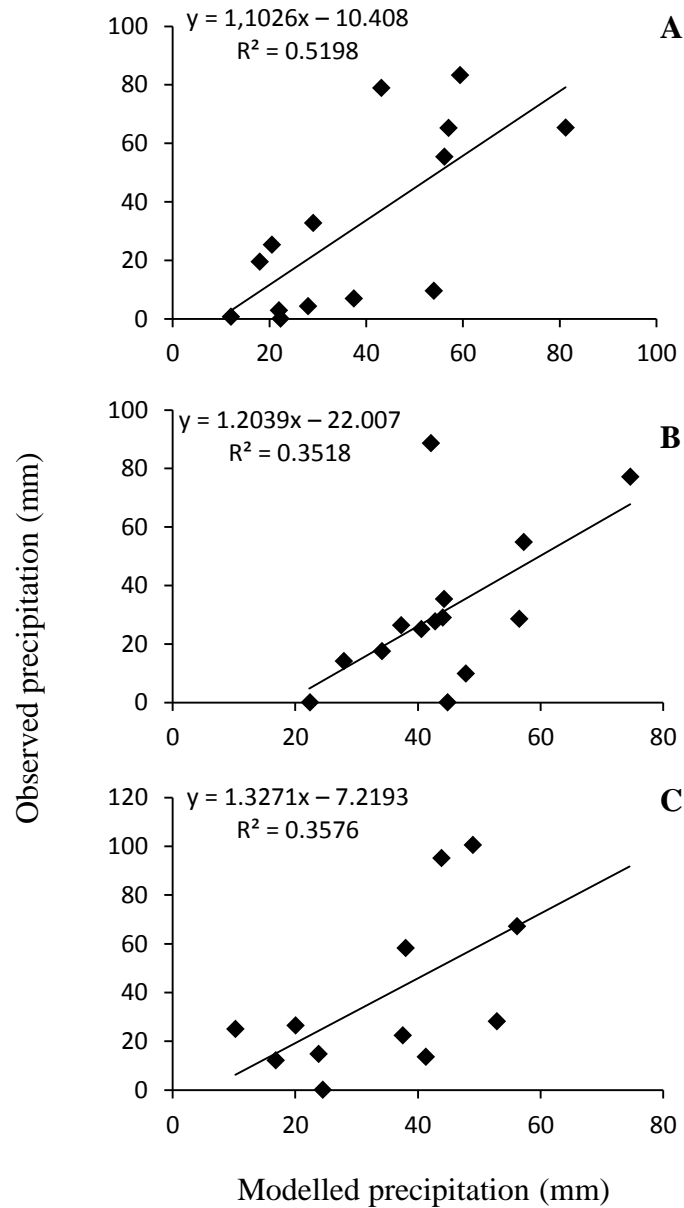 y = 1,1026x – 10.408
R² = 0.5198
A
100
80
60
40
20
0
0 20 40 60 80 100
y = 1.2039x – 22.007
R² = 0.3518
B
100
80
60
40
20
0
0 20 40 60 80
y = 1.3271x – 7.2193
R² = 0.3576
C
120
100
80
60
40
20
0
0 20 40 60 80
Observed precipitation (mm)
Modelled precipitation (mm)